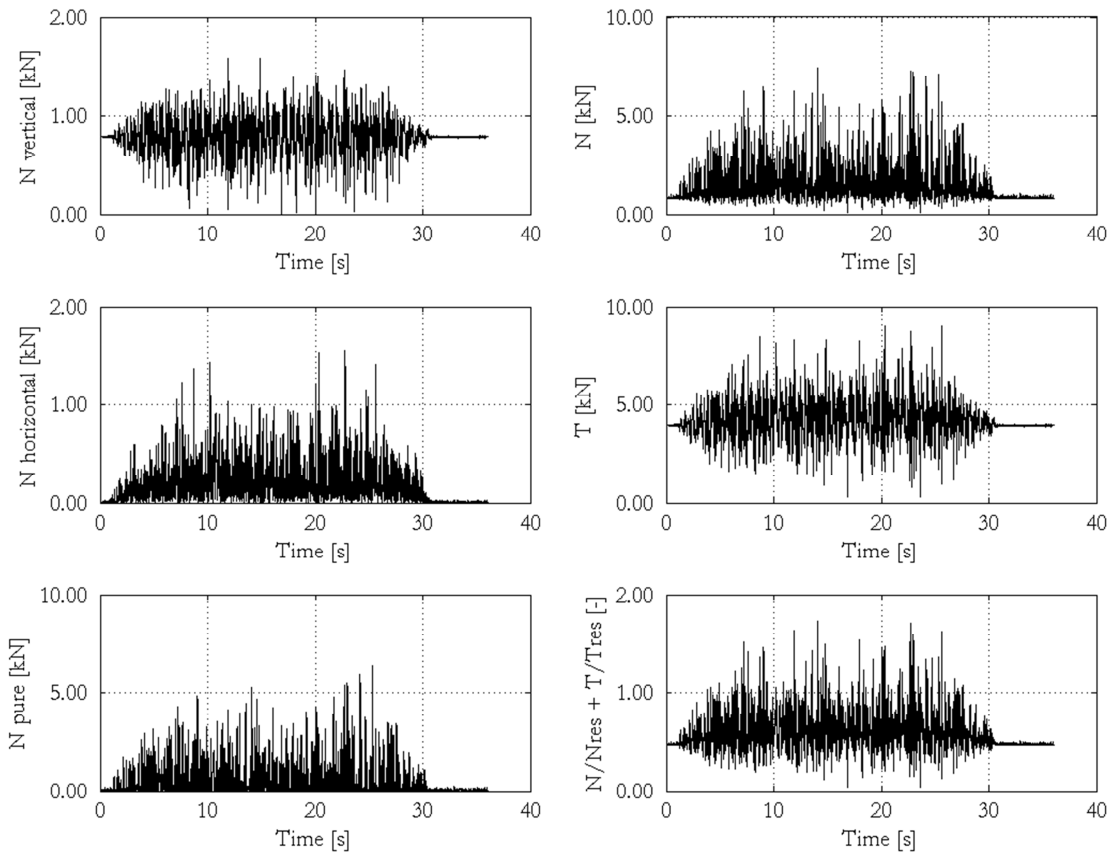 2.00
1.00
0.00
N vertical [kN]
0 10 20 30 40
Time [s]
10.00
5.00
0.00
N [kN]
0 10 20 30 40
Time [s]
2.00
1.00
0.00
N horizontal [kN]
0 10 20 30 40
Time [s]
10.00
5.00
0.00
T [kN]
0 10 20 30 40
Time [s]
10.00
5.00
0.00
N pure [kN]
0 10 20 30 40
Time [s]
2.00
1.00
0.00
N/Nres + T/Tres [-]
0 10 20 30 40
Time [s]